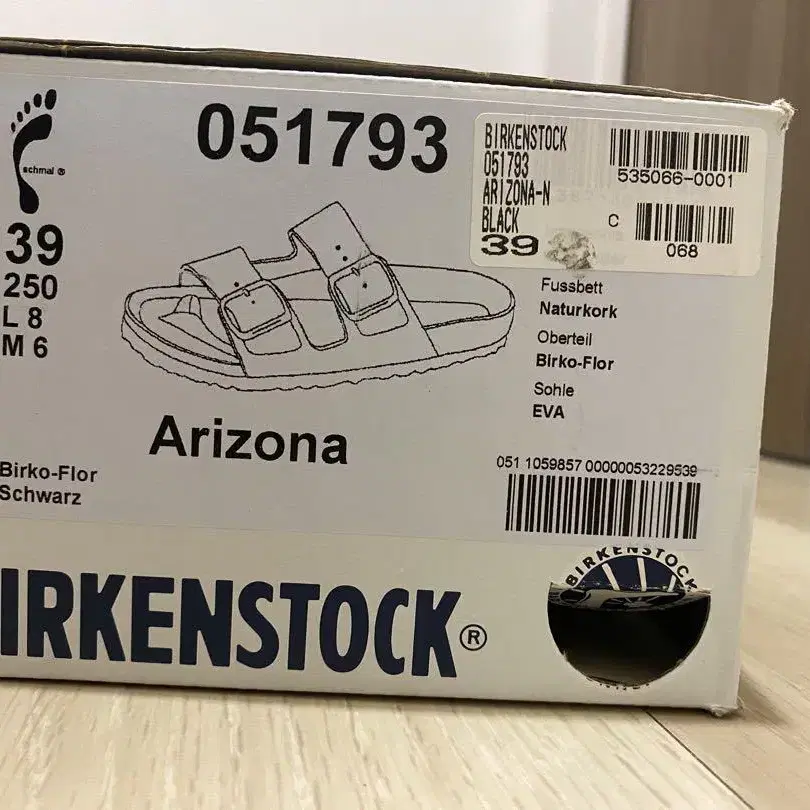 schmal ®
39
250
L 8
M 6
Birko-Flor
Schwarz
051793
Arizona
BIRKENSTOCK
051793
ARIZONA-N
BLACK
39
535066-0001
C
068
Fussbett
Naturkork
Oberteil
Birko-Flor
Sohle
EVA
051 1059857 00000053229539
IRKENSTOCK®
BIRKENSTOCK